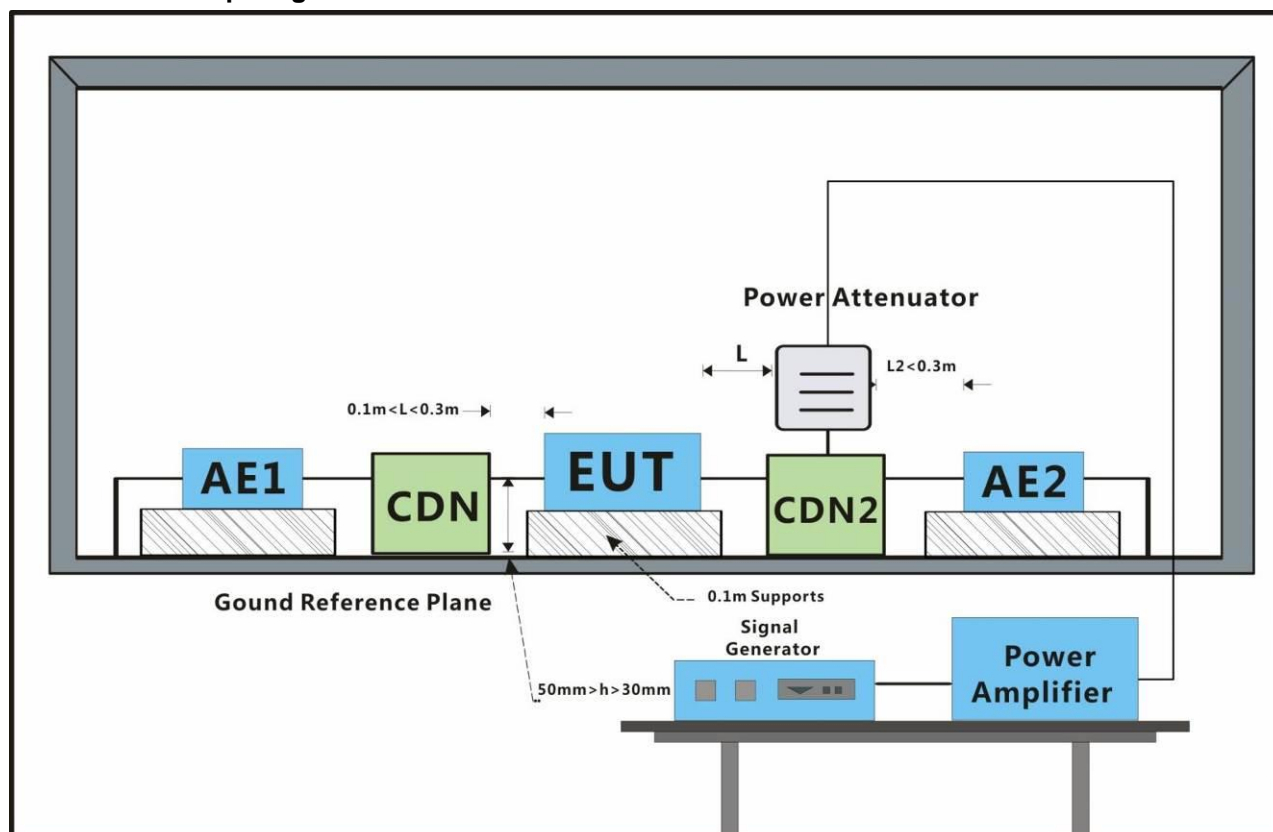 Power Attenuator
L
L2<0.3m
0.1m<L<0.3m
AE1
CDN
EUT
CDN2
AE2
Gound Reference Plane
0.1m Supports
Signal
Generator
50mm>h>30mm
Power
Amplifier